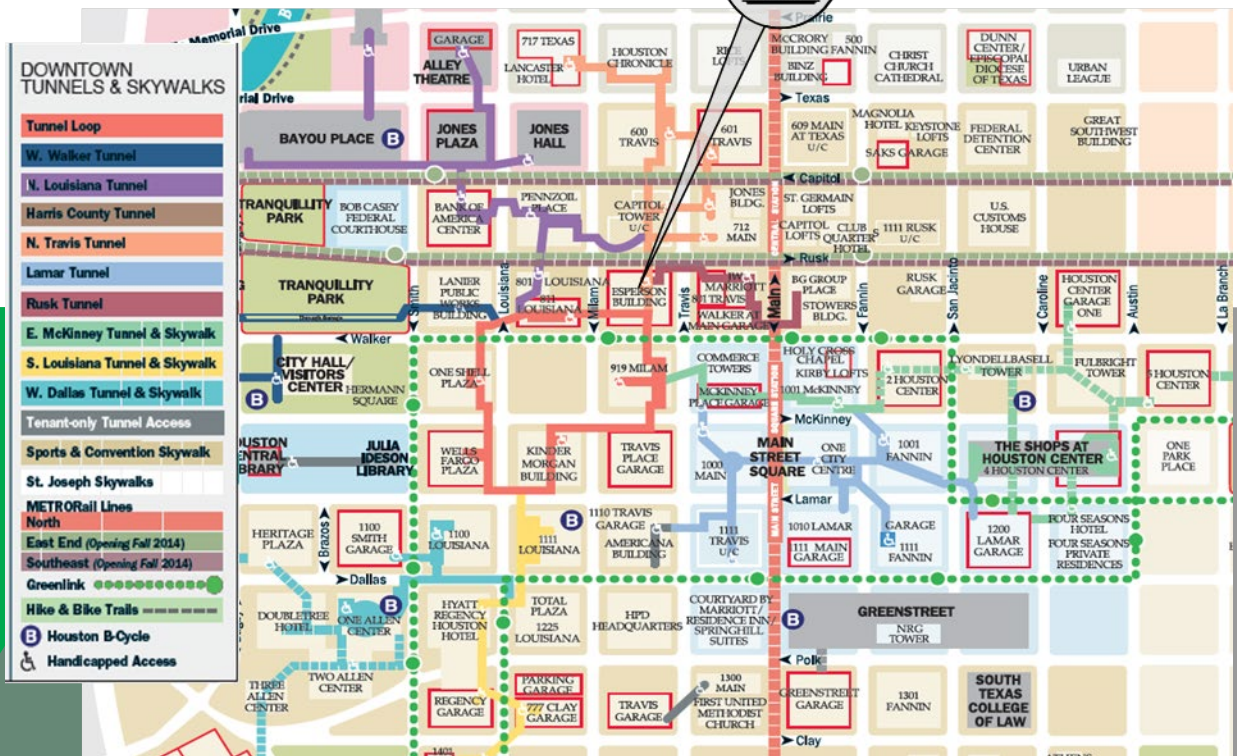 Memorial Drive
DOWNTOWN
TUNNELS & SKYWALKS
Tunnel Loop
W. Walker Tunnel
N. Louisiana Tunnel
Harris County Tunnel
N. Travis Tunnel
Lamar Tunnel
Rusk Tunnel
E. McKinney Tunnel & Skywalk
S. Louisiana Tunnel & Skywalk
W. Dallas Tunnel & Skywalk
Tenant-only Tunnel Access
Sports & Convention Skywalk
St. Joseph Skywalks
METRORail Lines
North
East End (Opening Fall 2014)
Southeast (Opening Fall 2014)
Greenlink
Hike & Bike Trails
B Houston B-Cycle
Handicapped Access
Prairie
GARAGE
ALLEY
THEATRE
717 TEXAS
LANCASTER
HOTEL
HOUSTON
CHRONICLE
MCCRORY
BUILDING
500
FANNIN
BINZ
BUILDING
CHRIST
CHURCH
CATHEDRAL
DUNN
CENTER/
EPISCOPAL
DIOCESE
OF TEXAS
URBAN
LEAGUE
rial Drive
Texas
BAYOU PLACE
B
JONES
PLAZA
JONES
HALL
600
TRAVIS
601
TRAVIS
609 MAIN
AT TEXAS
U/C
MAGNOLIA
HOTEL
KEYSTONE
LOFTS
SAKS GARAGE
FEDERAL
DETENTION
CENTER
GREAT
SOUTHWEST
BUILDING
Capitol
TRANQUILLITY
PARK
BOB CASEY
FEDERAL
COURTHOUSE
BANK OF
AMERICA
CENTER
PENNZOIL
PLACE
CAPITOL
TOWER
U/C
JONES
BLDG.
712
MAIN
ST. GERMAIN
LOFTS
CAPITOL
LOFTS
CLUB
QUARTERS
HOTEL
1111 RUSK
U/C
U.S.
CUSTOMS
HOUSE
CENTRAL STATION
Rusk
TRANQUILLITY
PARK
Smith
LANIER
PUBLIC
WORKS
BUILDING
Louisiana
801 LOUISIANA
811
LOUISIANA
Milam
ESPERSON
BUILDING
Travis
JW
MARRIOTT
801 TRAVIS
WALKER AT
MAIN GARAGE
Main
BG GROUP
PLACE
STOWERS
BLDG.
Fannin
RUSK
GARAGE
San Jacinto
Caroline
HOUSTON
CENTER
GARAGE
ONE
Austin
La Branch
Walker
CITY HALL/
VISITORS
CENTER
HERMANN
SQUARE
B
ONE SHELL
PLAZA
919 MILAM
COMMERCE
TOWERS
MCKINNEY
PLACE GARAGE
HOLY CROSS
CHAPEL
KIRBY LOFTS
1001 MCKINNEY
2 HOUSTON
CENTER
LYONDELLBASELL
TOWER
B
FULBRIGHT
TOWER
5 HOUSTON
CENTER
McKinney
JULIA
IDESON
LIBRARY
WELLS
FARGO
PLAZA
KINDER
MORGAN
BUILDING
TRAVIS
PLACE
GARAGE
1000
MAIN
MAIN
STREET
SQUARE
ONE
CITY
CENTRE
1001
FANNIN
THE SHOPS AT
HOUSTON CENTER
4 HOUSTON CENTER
ONE
PARK
PLACE
Lamar
HERITAGE
PLAZA
Brazos
1100
SMITH
GARAGE
1100
LOUISIANA
1111
LOUISIANA
B
1110 TRAVIS
GARAGE
AMERICANA
BUILDING
1111
TRAVIS
U/C
1010 LAMAR
1111 MAIN
GARAGE
GARAGE
1111
FANNIN
1200
LAMAR
GARAGE
FOUR SEASONS
HOTEL
FOUR SEASONS
PRIVATE
RESIDENCES
Dallas
DOUBLETREE
HOTEL
ONE ALLEN
CENTER
B
HYATT
REGENCY
HOUSTON
HOTEL
TOTAL
PLAZA
1225
LOUISIANA
HPD
HEADQUARTERS
COURTYARD BY
MARRIOTT/
RESIDENCE INN/
SPRINGHILL
SUITES
B
GREENSTREET
NRG
TOWER
TWO ALLEN
CENTER
THREE
ALLEN
CENTER
Polk
REGENCY
GARAGE
PARKING
GARAGE
777 CLAY
GARAGE
TRAVIS
GARAGE
1300
MAIN
FIRST UNITED
METHODIST
CHURCH
GREENSTREET
GARAGE
1301
FANNIN
SOUTH
TEXAS
COLLEGE
OF LAW
Clay
1401